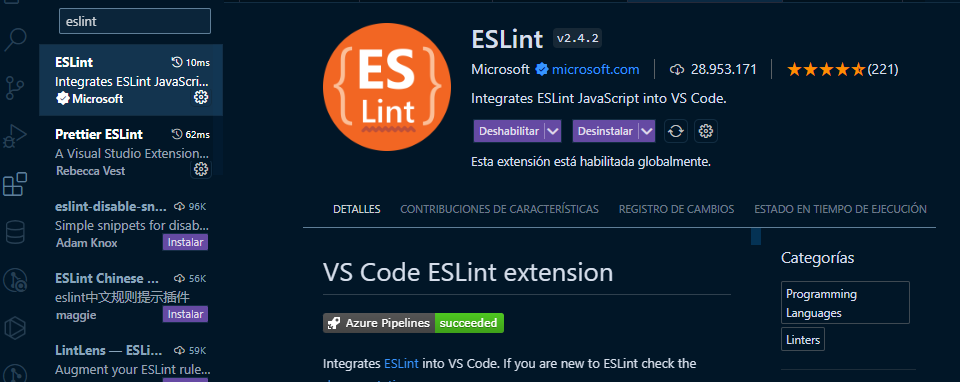 eslint
ESLint 10ms
Integrates ESLint JavaScri...
Microsoft
Prettier ESLint 62ms
A Visual Studio Extension...
Rebecca Vest
eslint-disable-sn... 96K
Simple snippets for disab...
Adam Knox Instalar
ESLint Chinese ... 56K
eslint中文规则提示插件
maggie Instalar
LintLens — ESLi... 59K
Augment your ESLint rule...
ES
Lint
ESLint v2.4.2
Microsoft microsoft.com 28.953.171 (221)
Integrates ESLint JavaScript into VS Code.
Deshabilitar Desinstalar
Esta extensión está habilitada globalmente.
DETALLES CONTRIBUCIONES DE CARACTERÍSTICAS REGISTRO DE CAMBIOS ESTADO EN TIEMPO DE EJECUCIÓN
VS Code ESLint extension
Azure Pipelines succeeded
Integrates ESLint into VS Code. If you are new to ESLint check the
Categorías
Programming
Languages
Linters